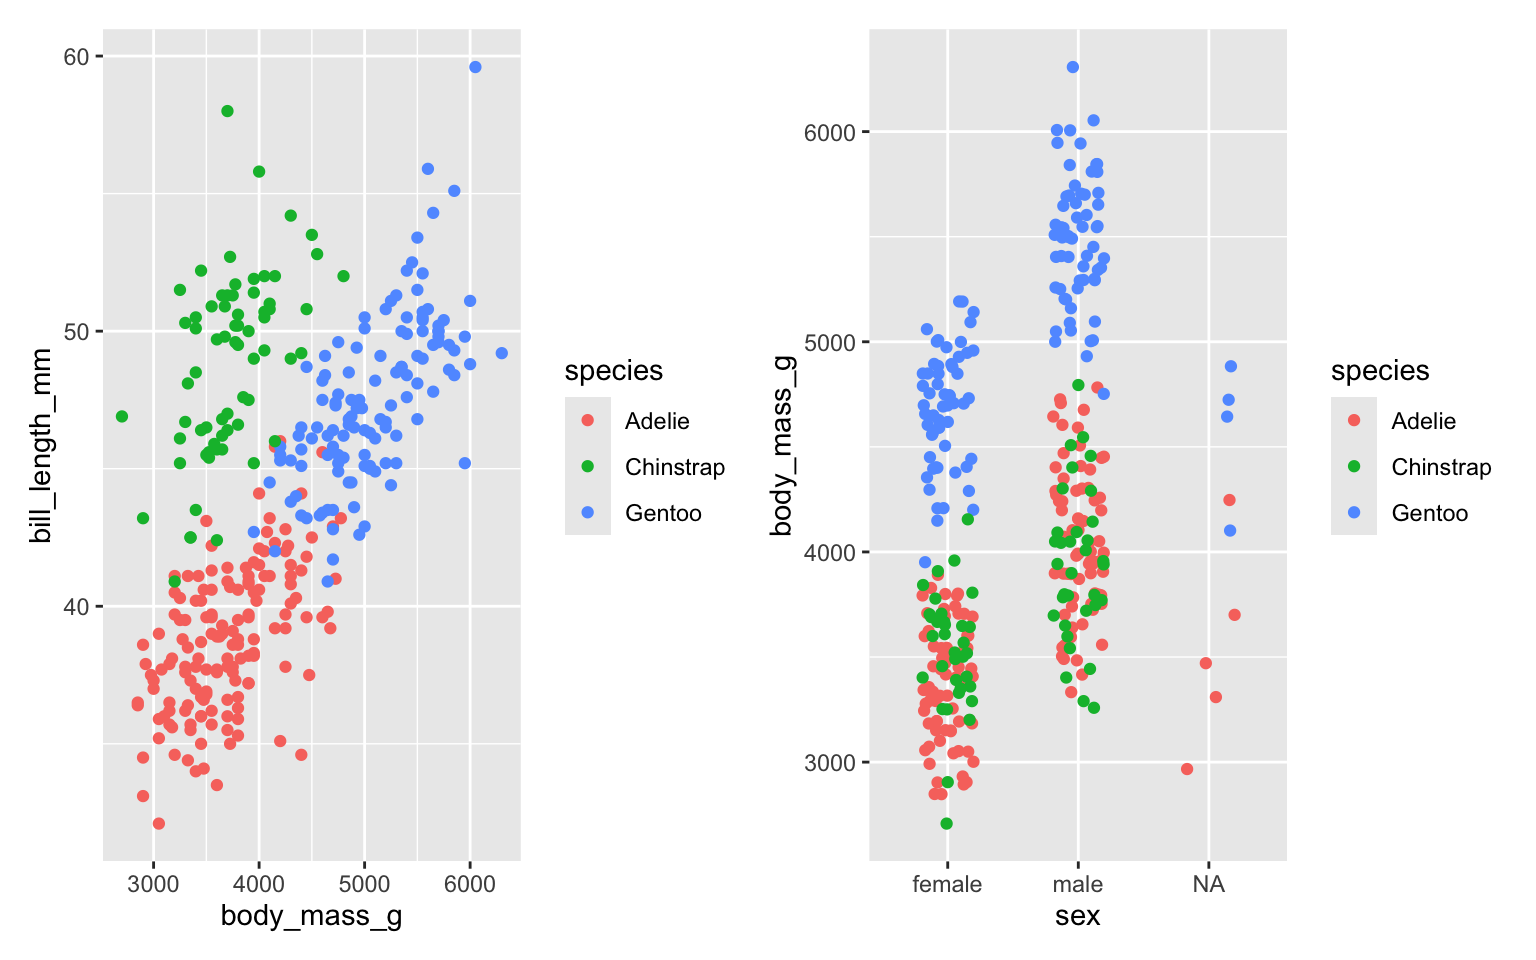 bill_length_mm
60
50
40
3000 4000 5000 6000
body_mass_g
species
Adelie
Chinstrap
Gentoo
body_mass_g
6000
5000
4000
3000
female male NA
sex
species
Adelie
Chinstrap
Gentoo